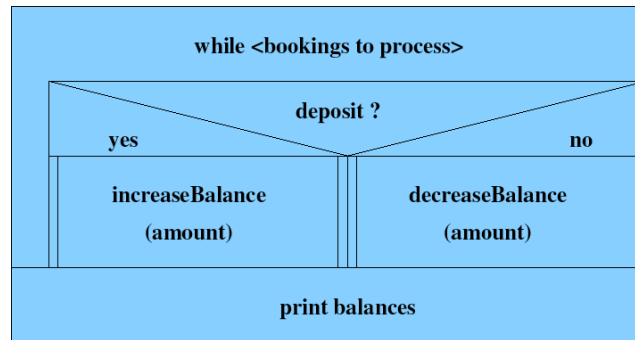 while <bookings to process>
deposit ?
yes
no
increaseBalance
(amount)
decreaseBalance
(amount)
print balances